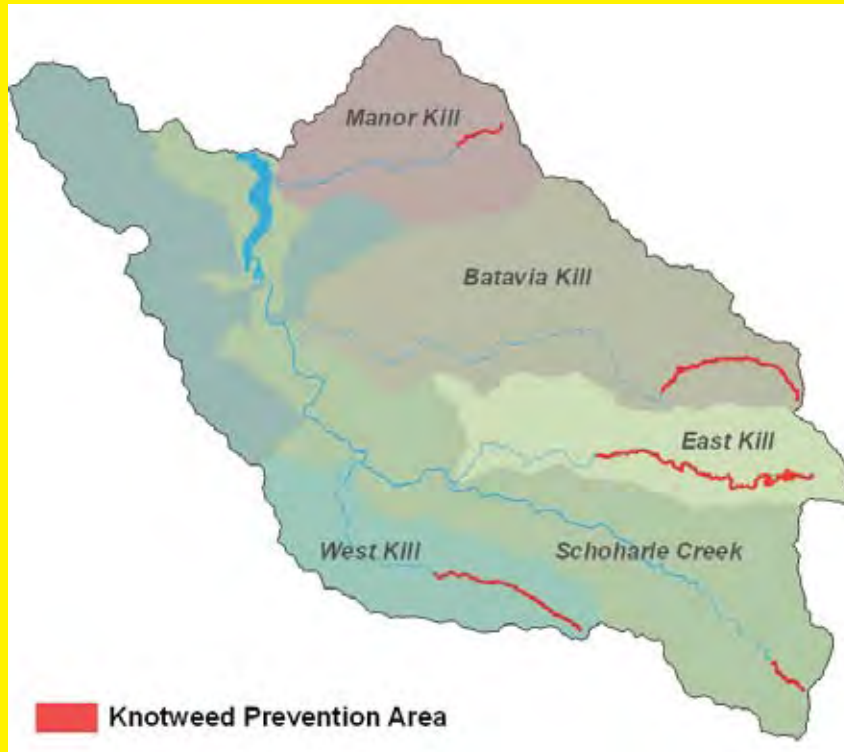 Manor Kill
Batavia Kill
East Kill
West Kill
Schoharie Creek
Knotweed Prevention Area